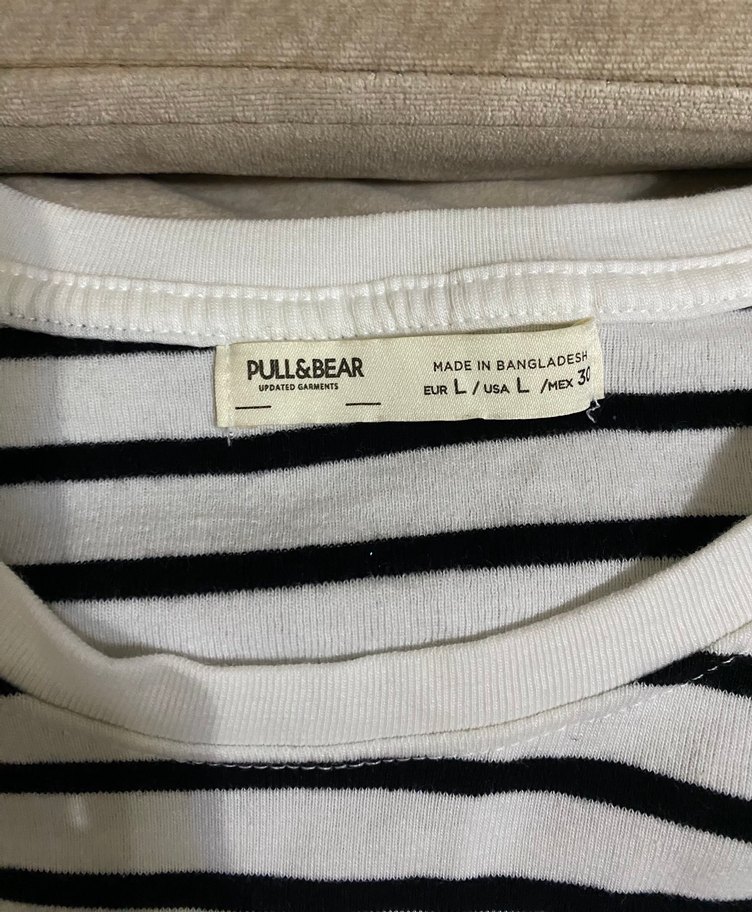 PULL&BEAR
UPDATED GARMENTS
MADE IN BANGLADESH
EUR L / USA L / MEX 30